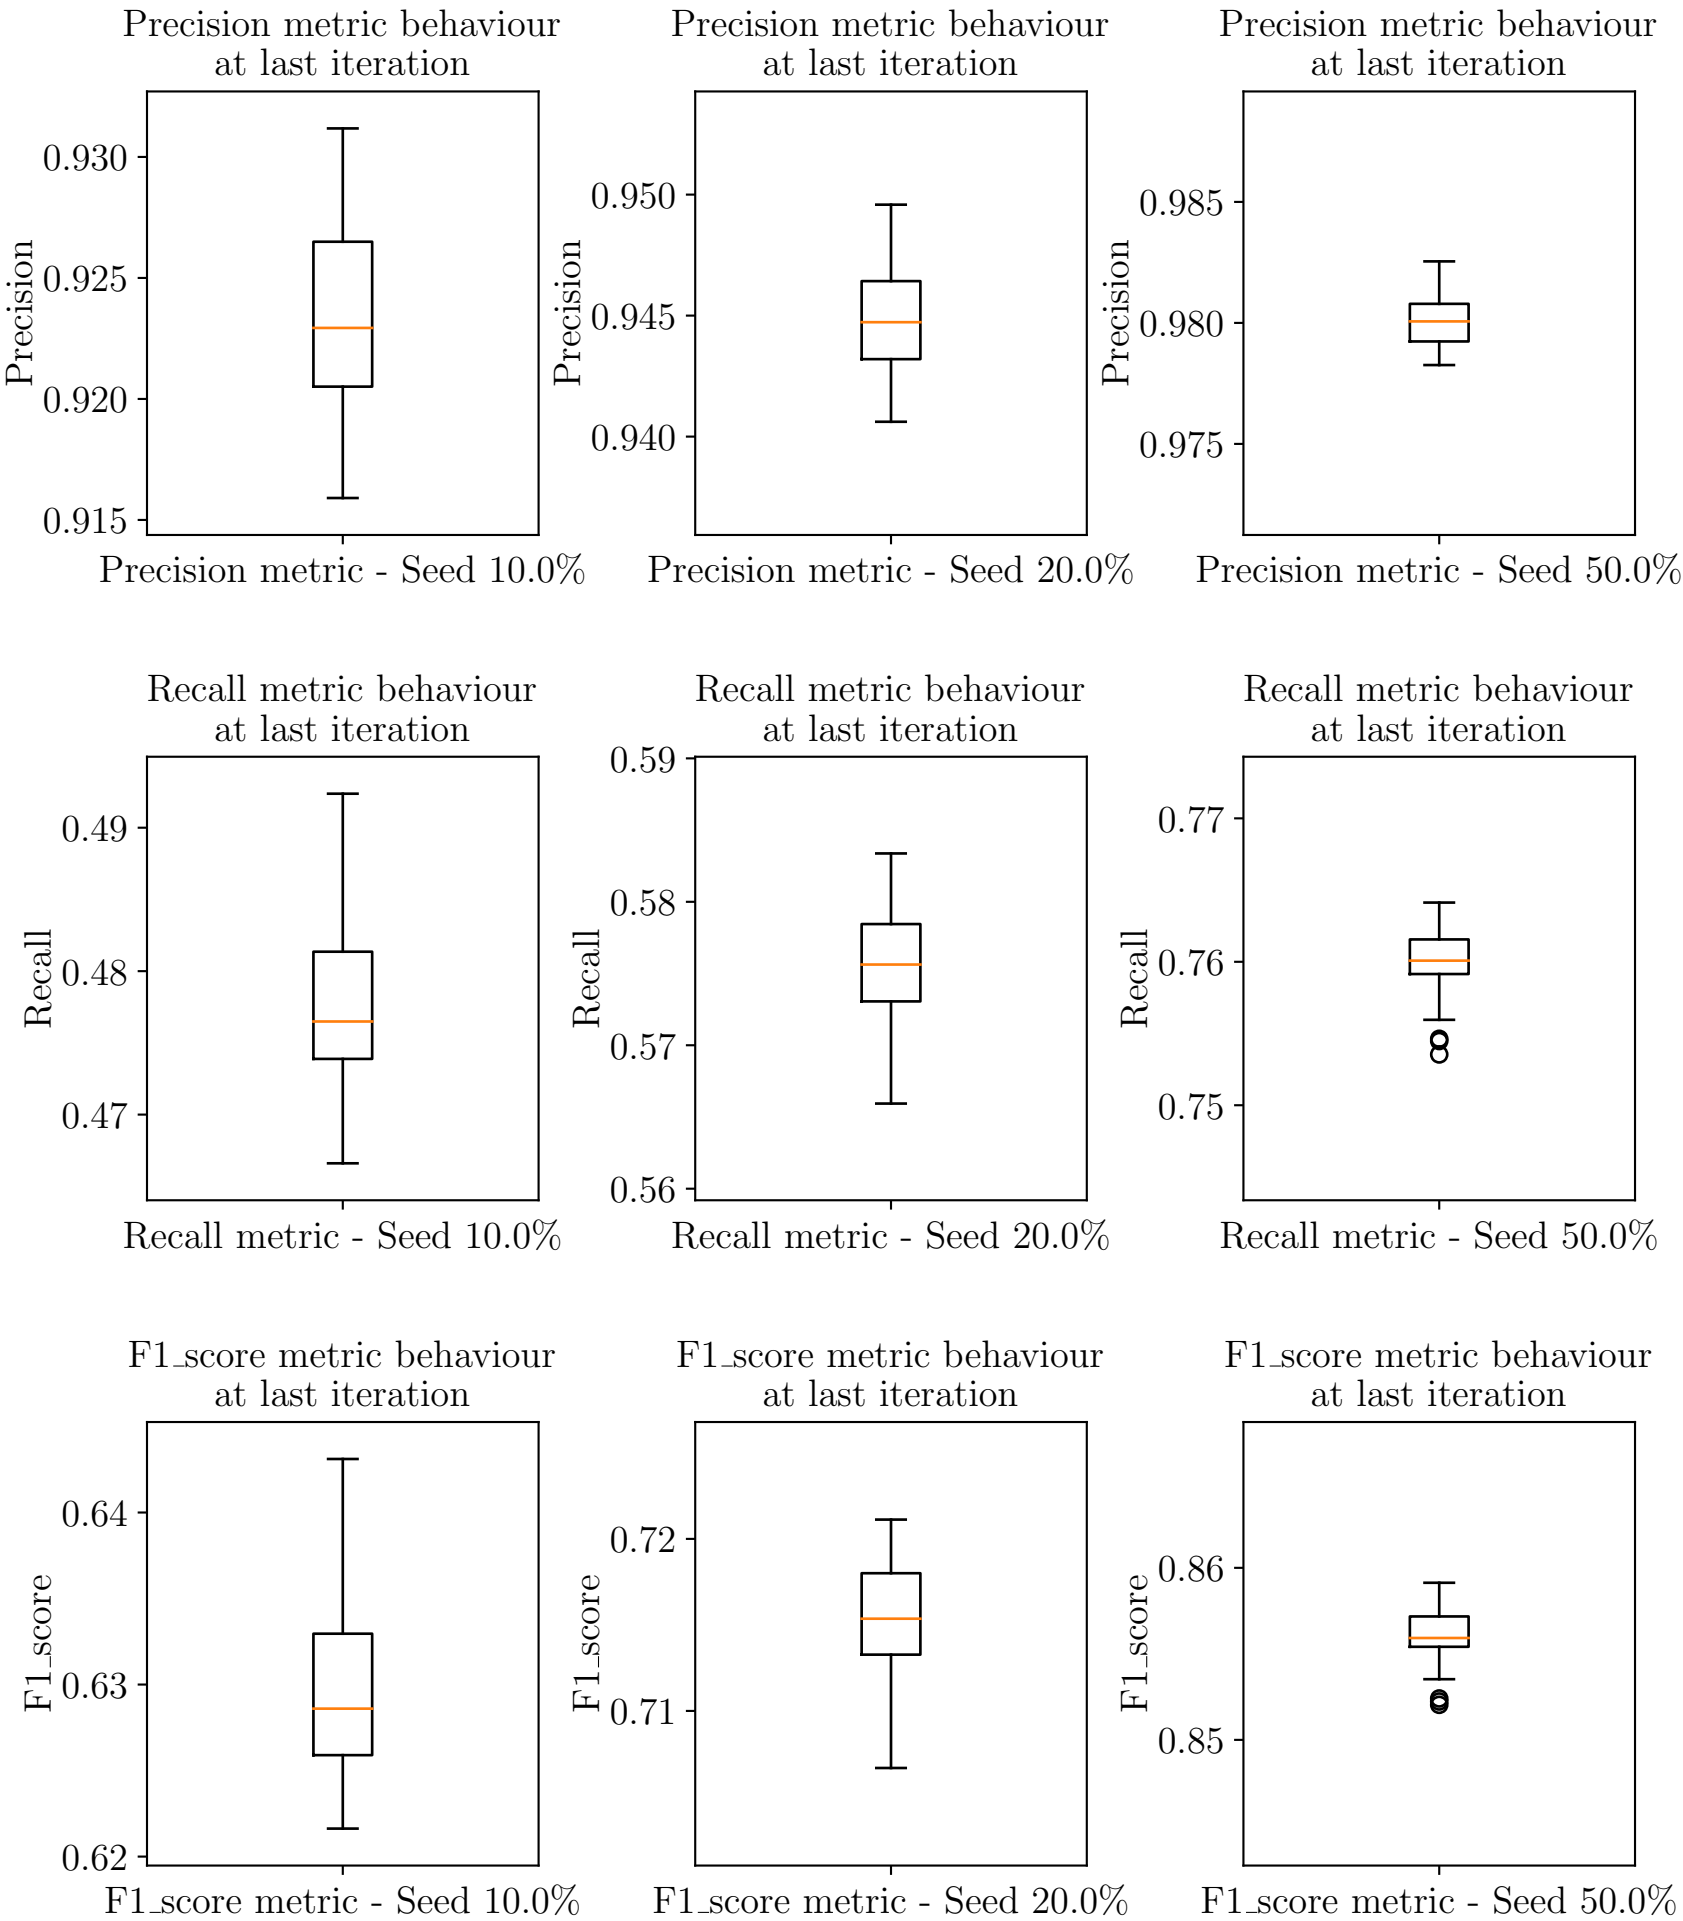 Precision metric behaviour
at last iteration
Precision
0.930
0.925
0.920
0.915
Precision metric - Seed 10.0%
Precision metric behaviour
at last iteration
Precision
0.950
0.945
0.940
Precision metric - Seed 20.0%
Precision metric behaviour
at last iteration
Precision
0.985
0.980
0.975
Precision metric - Seed 50.0%
Recall metric behaviour
at last iteration
Recall
0.49
0.48
0.47
Recall metric - Seed 10.0%
Recall metric behaviour
at last iteration
Recall
0.59
0.58
0.57
0.56
Recall metric - Seed 20.0%
Recall metric behaviour
at last iteration
Recall
0.77
0.76
0.75
Recall metric - Seed 50.0%
F1_score metric behaviour
at last iteration
F1_score
0.64
0.63
0.62
F1_score metric - Seed 10.0%
F1_score metric behaviour
at last iteration
F1_score
0.72
0.71
F1_score metric - Seed 20.0%
F1_score metric behaviour
at last iteration
F1_score
0.86
0.85
F1_score metric - Seed 50.0%